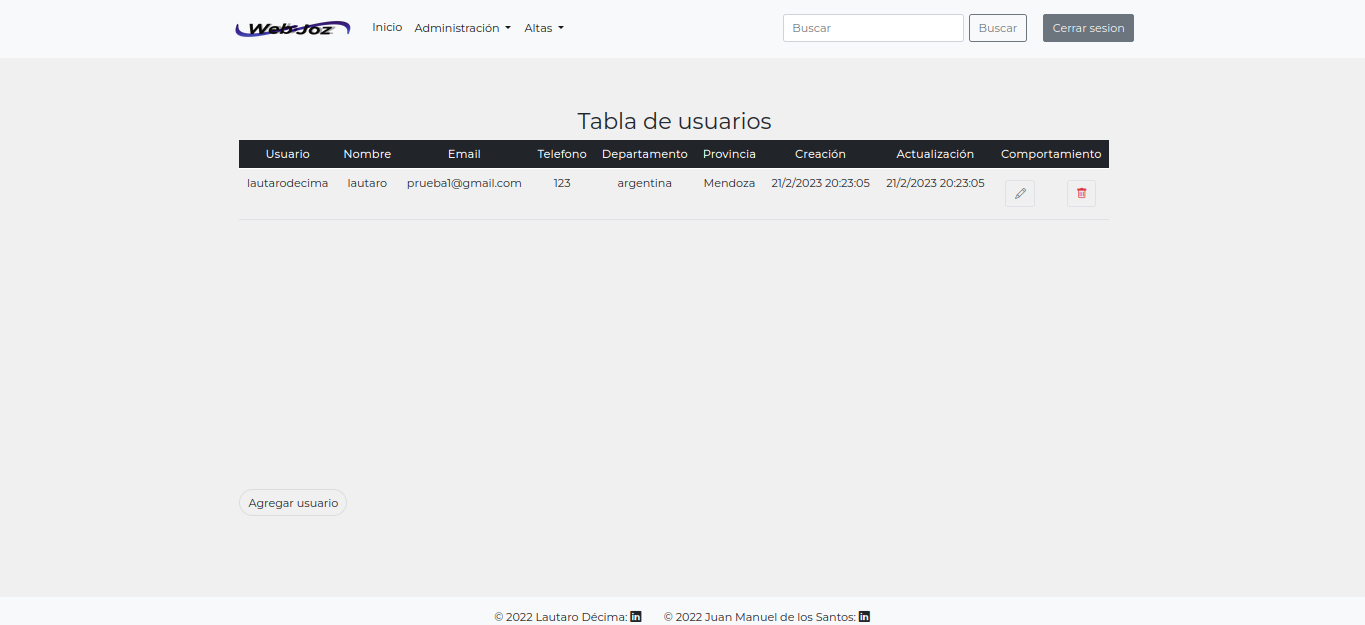 Web Joz Inicio Administración Altas Buscar Buscar Cerrar sesion
Tabla de usuarios
Usuario Nombre Email Telefono Departamento Provincia Creación Actualización Comportamiento
lautarodecima lautaro prueba1@gmail.com 123 argentina Mendoza 21/2/2023 20:23:05 21/2/2023 20:23:05
Agregar usuario
© 2022 Lautaro Décima: in © 2022 Juan Manuel de los Santos: in